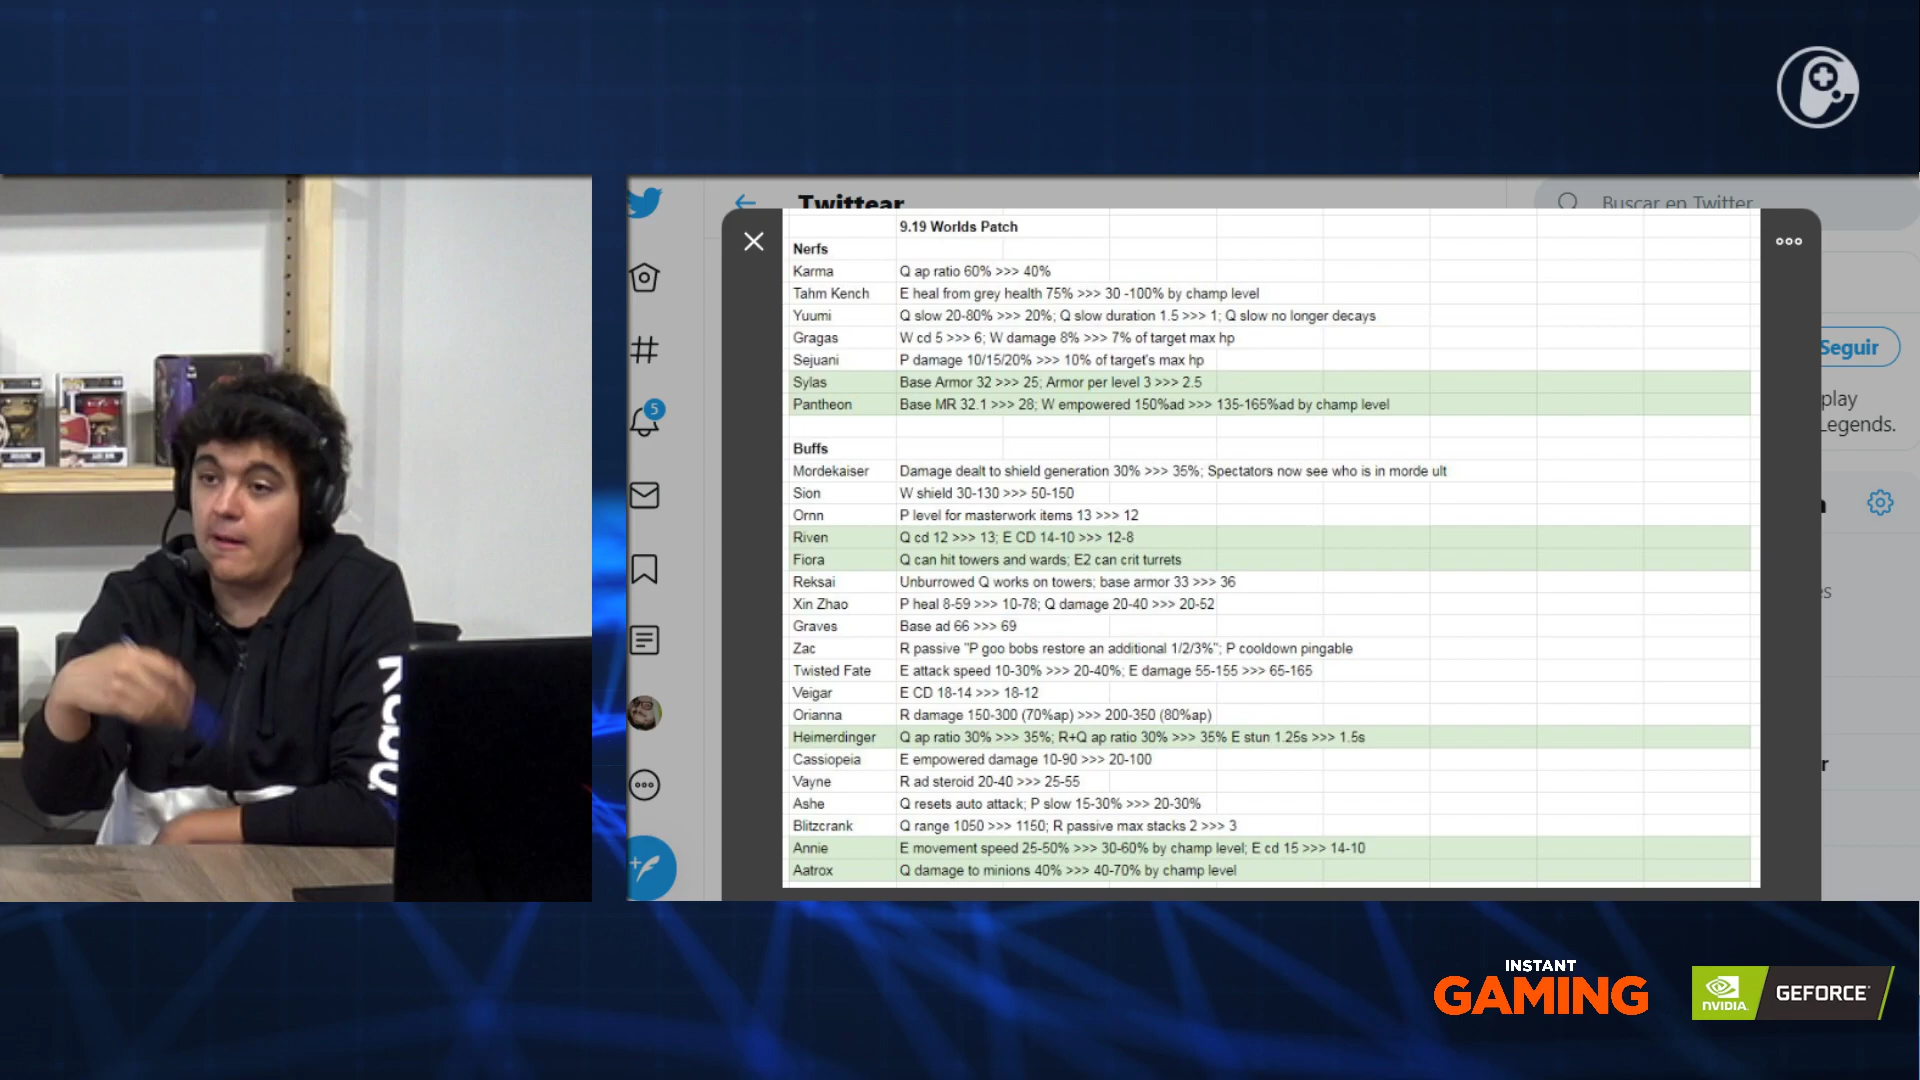 Twittear
Buscar en Twitter
9.19 Worlds Patch
Nerfs
Karma Q ap ratio 60% >>> 40%
Tahm Kench E heal from grey health 75% >>> 30 -100% by champ level
Yuumi Q slow 20-80% >>> 20%; Q slow duration 1.5 >>> 1; Q slow no longer decays
Gragas W cd 5 >>> 6; W damage 8% >>> 7% of target max hp
Sejuani P damage 10/15/20% >>> 10% of target's max hp
Sylas Base Armor 32 >>> 25; Armor per level 3 >>> 2.5
Pantheon Base MR 32.1 >>> 28; W empowered 150%ad >>> 135-165%ad by champ level
Buffs
Mordekaiser Damage dealt to shield generation 30% >>> 35%; Spectators now see who is in morde ult
Sion W shield 30-130 >>> 50-150
Ornn P level for masterwork items 13 >>> 12
Riven Q cd 12 >>> 13; E CD 14-10 >>> 12-8
Fiora Q can hit towers and wards; E2 can crit turrets
Reksai Unburrowed Q works on towers; base armor 33 >>> 36
Xin Zhao P heal 8-59 >>> 10-78; Q damage 20-40 >>> 20-52
Graves Base ad 66 >>> 69
Zac R passive "P goo bobs restore an additional 1/2/3%"; P cooldown pingable
Twisted Fate E attack speed 10-30% >>> 20-40%; E damage 55-155 >>> 65-165
Veigar E CD 18-14 >>> 18-12
Orianna R damage 150-300 (70%ap) >>> 200-350 (80%ap)
Heimerdinger Q ap ratio 30% >>> 35%; R+Q ap ratio 30% >>> 35% E stun 1.25s >>> 1.5s
Cassiopeia E empowered damage 10-90 >>> 20-100
Vayne R ad steroid 20-40 >>> 25-55
Ashe Q resets auto attack; P slow 15-30% >>> 20-30%
Blitzcrank Q range 1050 >>> 1150; R passive max stacks 2 >>> 3
Annie E movement speed 25-50% >>> 30-60% by champ level; E cd 15 >>> 14-10
Aatrox Q damage to minions 40% >>> 40-70% by champ level
5
Seguir
play
Legends.
es
r
INSTANT
GAMING
NVIDIA.
GEFORCE